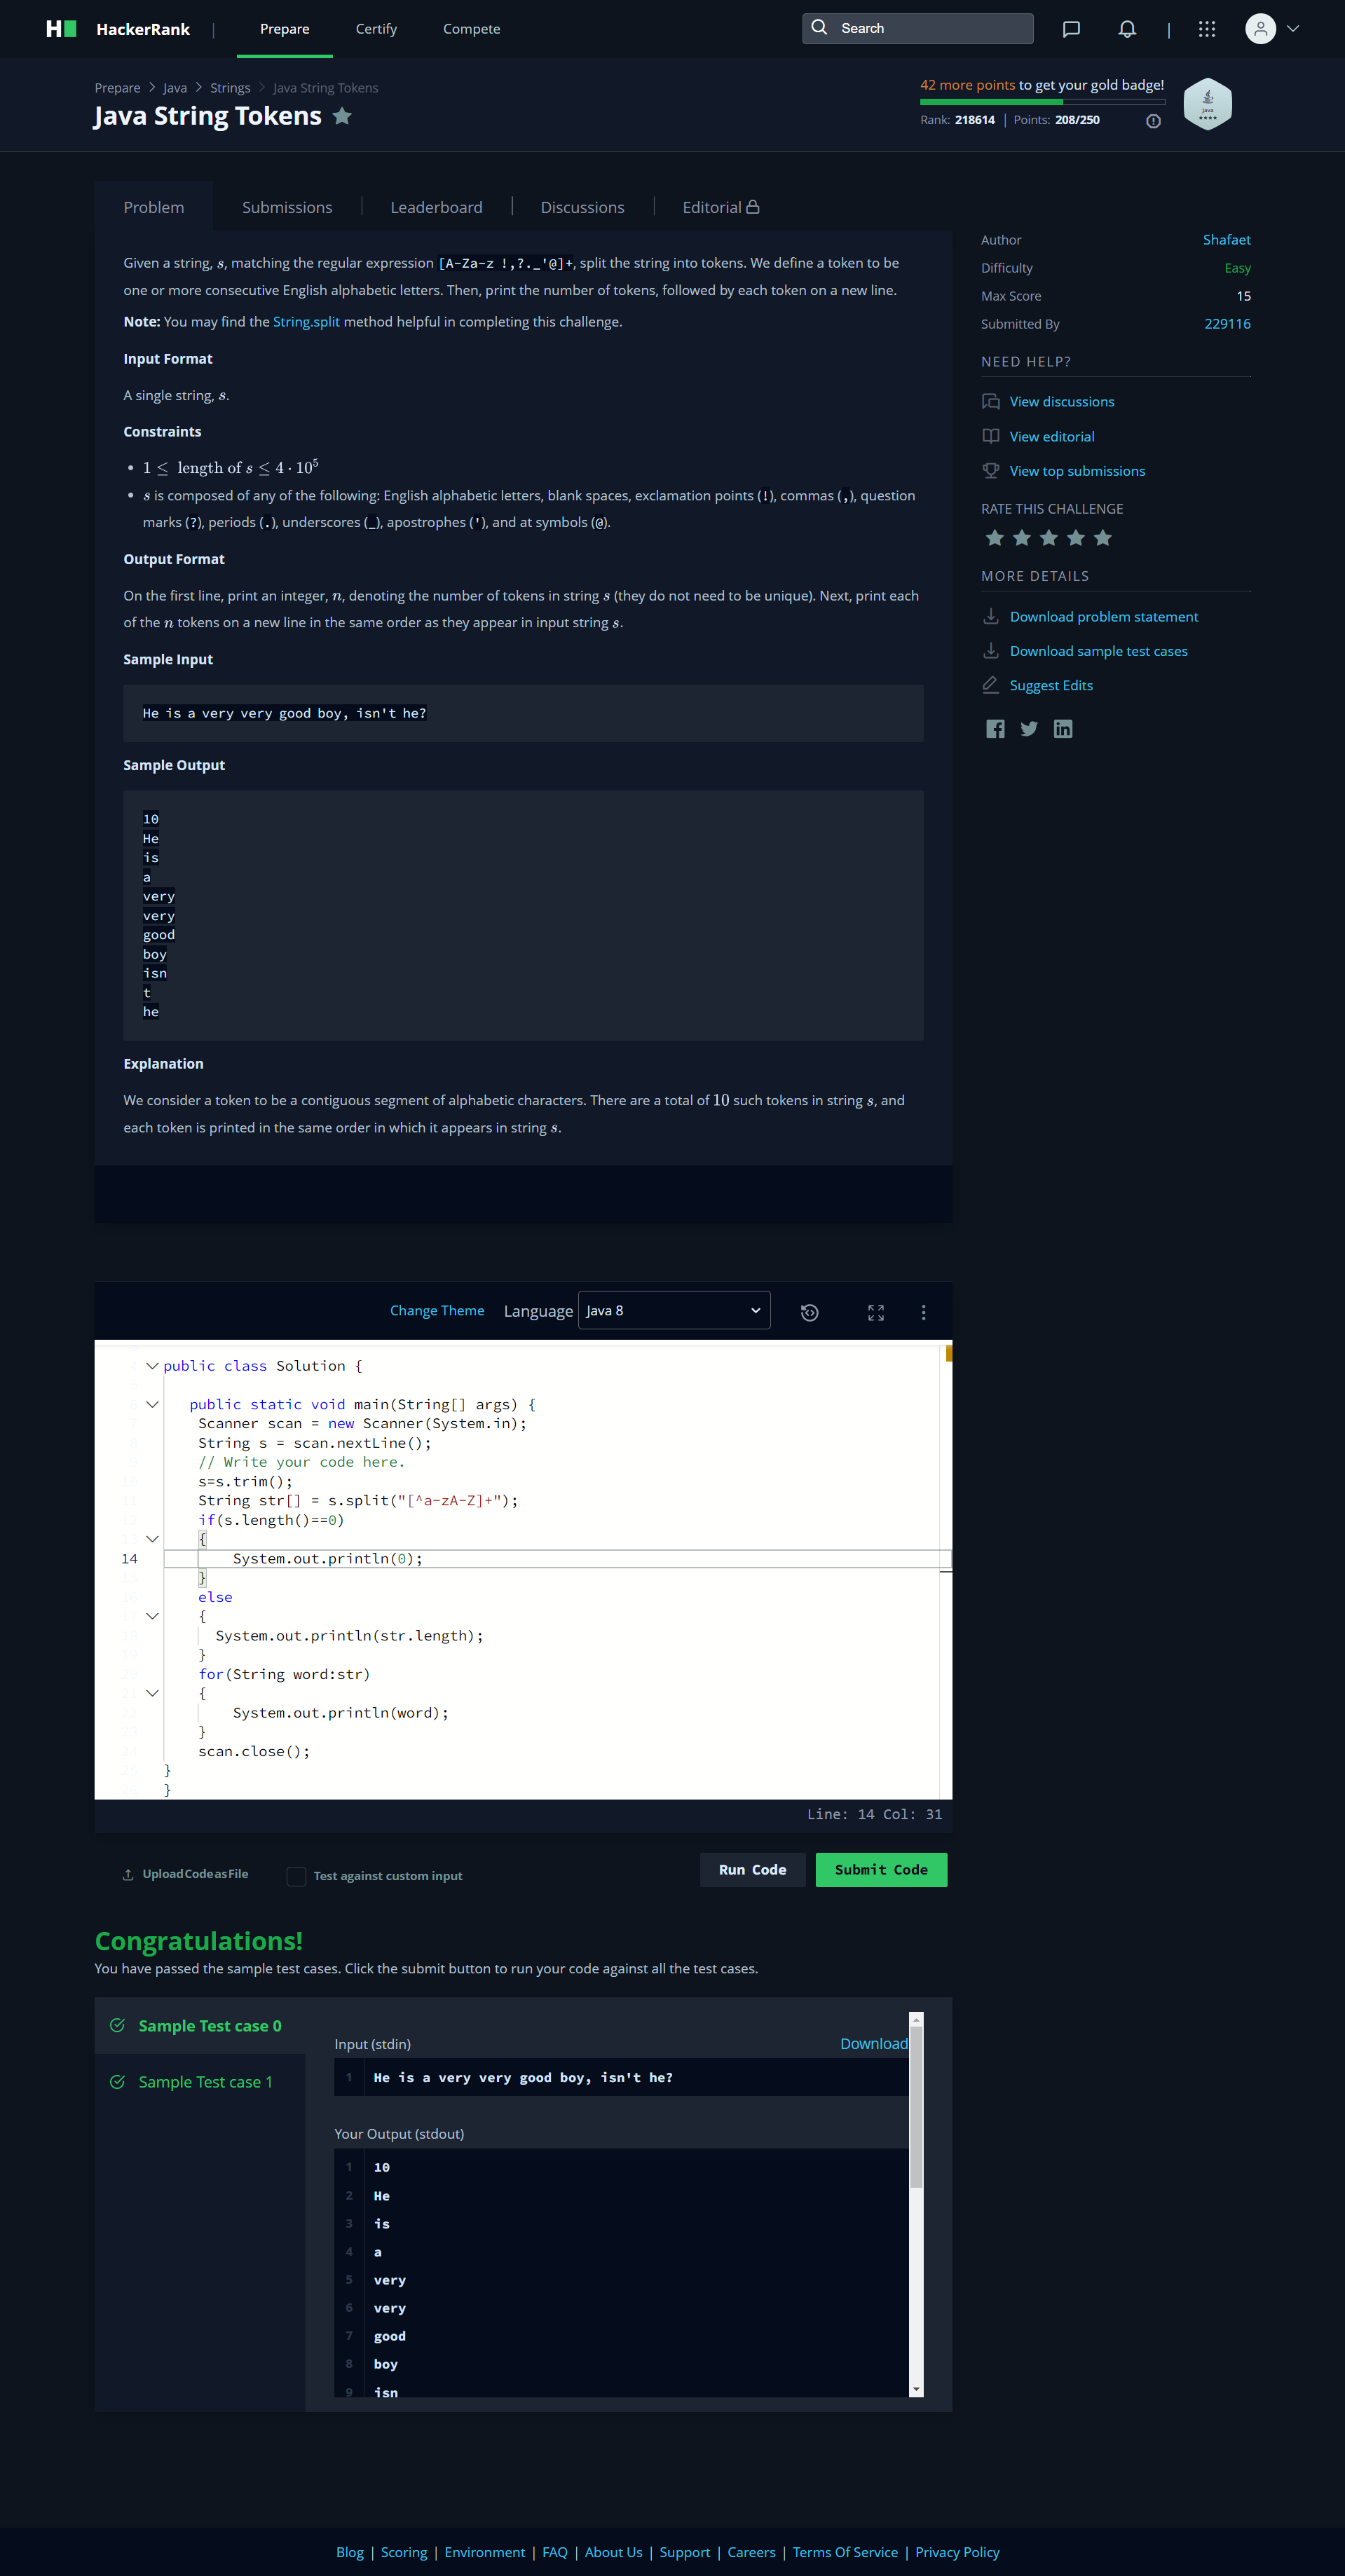 HackerRank | Prepare Certify Compete Search
Prepare > Java > Strings > Java String Tokens
Java String Tokens
42 more points to get your gold badge!
Rank: 218614 | Points: 208/250
Java
Problem Submissions Leaderboard Discussions Editorial
Given a string, s, matching the regular expression [A-Za-z !,?._'@]+, split the string into tokens. We define a token to be
one or more consecutive English alphabetic letters. Then, print the number of tokens, followed by each token on a new line.
Note: You may find the String.split method helpful in completing this challenge.
Input Format
A single string, s.
Constraints
• 1 ≤ length of s ≤ 4 · 10⁵
• s is composed of any of the following: English alphabetic letters, blank spaces, exclamation points (!), commas (,), question
marks (?), periods (.), underscores (_), apostrophes ('), and at symbols (@).
Output Format
On the first line, print an integer, n, denoting the number of tokens in string s (they do not need to be unique). Next, print each
of the n tokens on a new line in the same order as they appear in input string s.
Sample Input
He is a very very good boy, isn't he?
Sample Output
10
He
is
a
very
very
good
boy
isn
t
he
Explanation
We consider a token to be a contiguous segment of alphabetic characters. There are a total of 10 such tokens in string s, and
each token is printed in the same order in which it appears in string s.
Author Shafaet
Difficulty Easy
Max Score 15
Submitted By 229116
NEED HELP?
View discussions
View editorial
View top submissions
RATE THIS CHALLENGE
MORE DETAILS
Download problem statement
Download sample test cases
Suggest Edits
Change Theme Language Java 8
public class Solution {
public static void main(String[] args) {
Scanner scan = new Scanner(System.in);
String s = scan.nextLine();
// Write your code here.
s=s.trim();
String str[] = s.split("[^a-zA-Z]+");
if(s.length()==0)
{
14 System.out.println(0);
}
else
{
System.out.println(str.length);
}
for(String word:str)
{
System.out.println(word);
}
scan.close();
}
}
Line: 14 Col: 31
Upload Code as File Test against custom input Run Code Submit Code
Congratulations!
You have passed the sample test cases. Click the submit button to run your code against all the test cases.
Sample Test case 0
Sample Test case 1
Input (stdin) Download
1 He is a very very good boy, isn't he?
Your Output (stdout)
1 10
2 He
3 is
4 a
5 very
6 very
7 good
8 boy
9 isn
Blog | Scoring | Environment | FAQ | About Us | Support | Careers | Terms Of Service | Privacy Policy